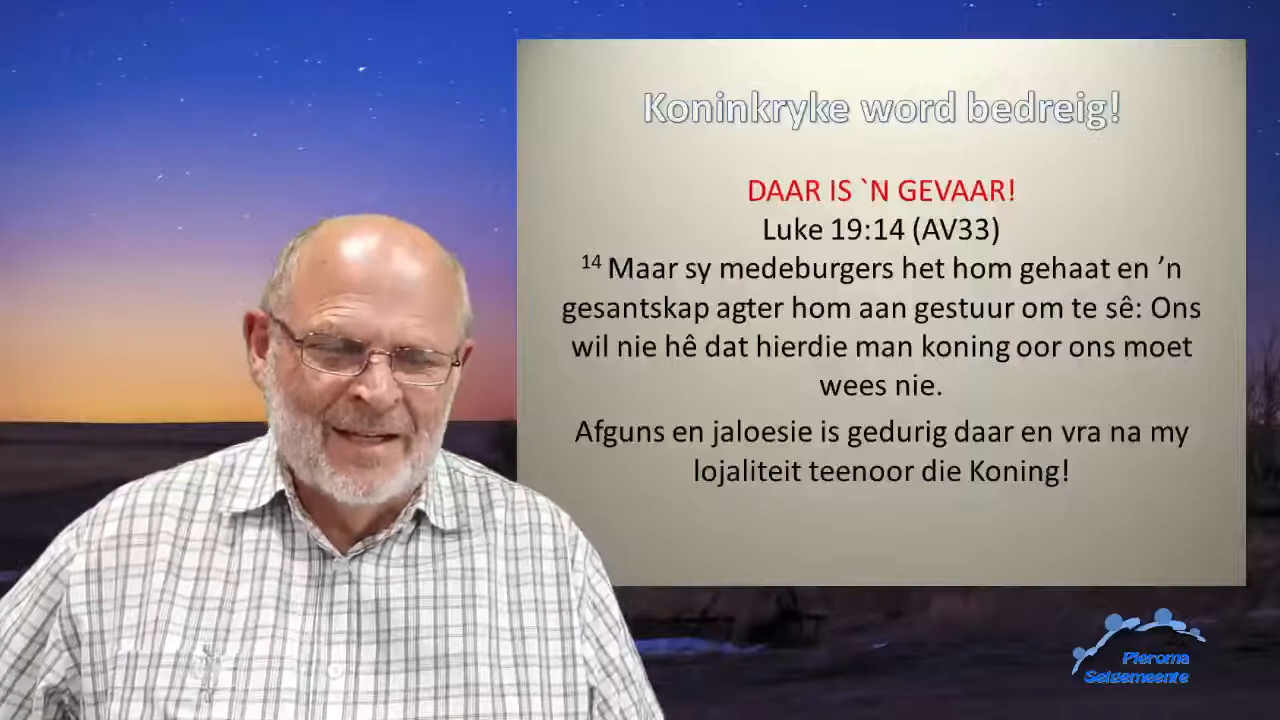 Koninkryke word bedreig!
DAAR IS `N GEVAAR!
Luke 19:14 (AV33)
14 Maar sy medeburgers het hom gehaat en ’n
gesantskap agter hom aan gestuur om te sê: Ons
wil nie hê dat hierdie man koning oor ons moet
wees nie.
Afguns en jaloesie is gedurig daar en vra na my
lojaliteit teenoor die Koning!
Pleroma
Selgemeente